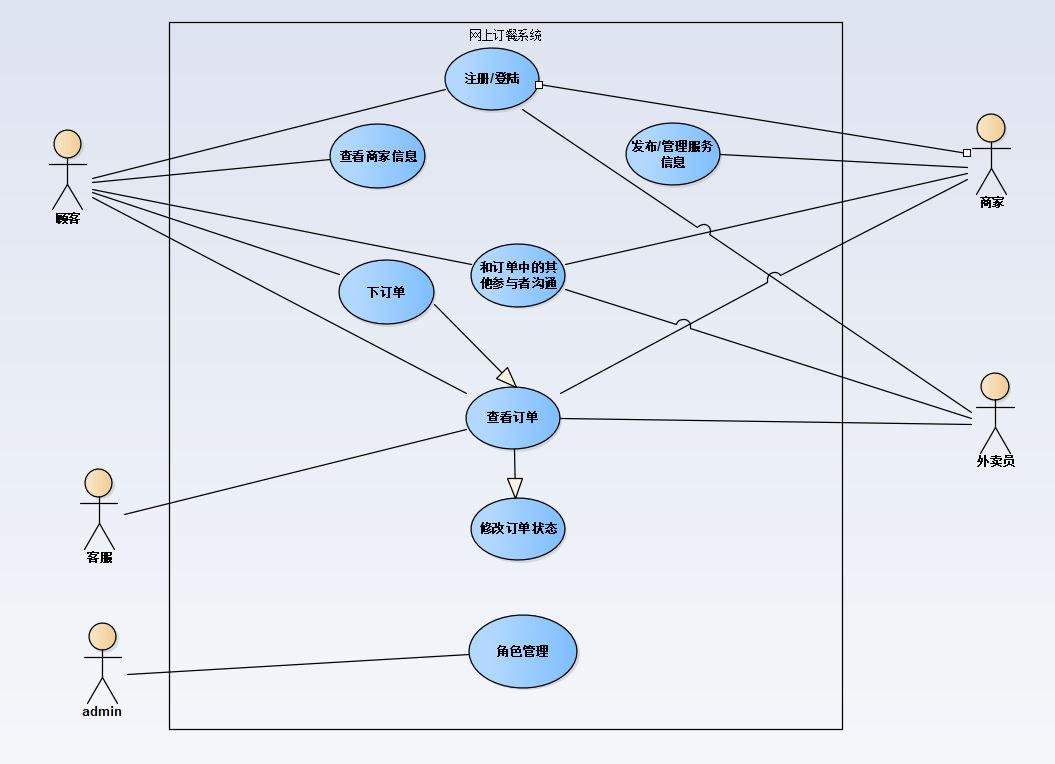 网上订餐系统
注册/登陆
查看商家信息
发布/管理服务
信息
顾客
商家
和订单中的其
他参与者沟通
下订单
查看订单
外卖员
修改订单状态
客服
角色管理
admin